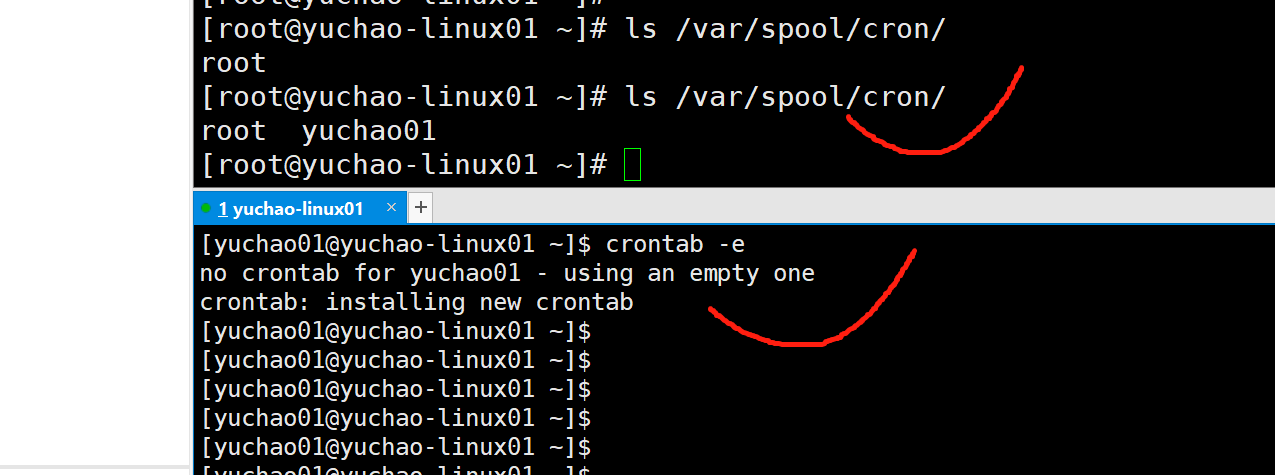 [root@yuchao-linux01 ~]# ls /var/spool/cron/
root
[root@yuchao-linux01 ~]# ls /var/spool/cron/
root  yuchao01
[root@yuchao-linux01 ~]#
1 yuchao-linux01 × +
[yuchao01@yuchao-linux01 ~]$ crontab -e
no crontab for yuchao01 - using an empty one
crontab: installing new crontab
[yuchao01@yuchao-linux01 ~]$
[yuchao01@yuchao-linux01 ~]$
[yuchao01@yuchao-linux01 ~]$
[yuchao01@yuchao-linux01 ~]$
[yuchao01@yuchao-linux01 ~]$